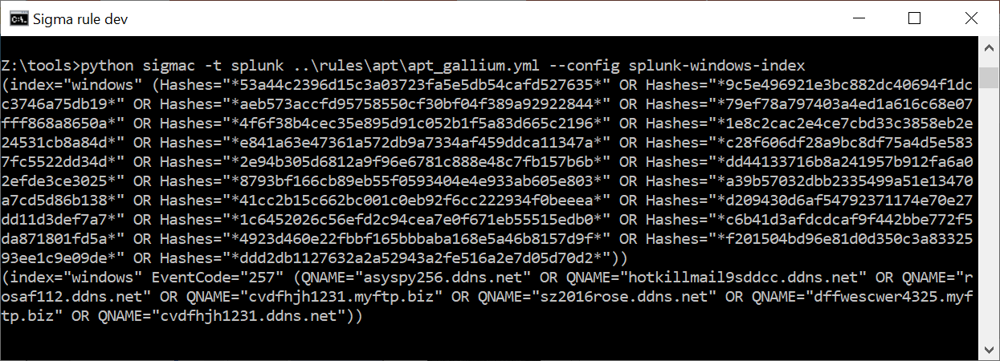 Sigma rule dev
Z:\tools>python sigmac -t splunk ..\rules\apt\apt_gallium.yml --config splunk-windows-index
(index="windows" (Hashes="*53a44c2396d15c3a03723fa5e5db54cafd527635*" OR Hashes="*9c5e496921e3bc882dc40694f1dc
c3746a75db19*" OR Hashes="*aeb573accfd95758550cf30bf04f389a92922844*" OR Hashes="*79ef78a797403a4ed1a616c68e07
fff868a8650a*" OR Hashes="*4f6f38b4cec35e895d91c052b1f5a83d665c2196*" OR Hashes="*1e8c2cac2e4ce7cbd33c3858eb2e
24531cb8a84d*" OR Hashes="*e841a63e47361a572db9a7334af459ddca11347a*" OR Hashes="*c28f606df28a9bc8df75a4d5e583
7fc5522dd34d*" OR Hashes="*2e94b305d6812a9f96e6781c888e48c7fb157b6b*" OR Hashes="*dd44133716b8a241957b912fa6a0
2efde3ce3025*" OR Hashes="*8793bf166cb89eb55f0593404e4e933ab605e803*" OR Hashes="*a39b57032dbb2335499a51e13470
a7cd5d86b138*" OR Hashes="*41cc2b15c662bc001c0eb92f6cc222934f0beeea*" OR Hashes="*d209430d6af54792371174e70e27
dd11d3def7a7*" OR Hashes="*1c6452026c56efd2c94cea7e0f671eb55515edb0*" OR Hashes="*c6b41d3afdcdcaf9f442bbe772f5
da871801fd5a*" OR Hashes="*4923d460e22fbbf165bbbaba168e5a46b8157d9f*" OR Hashes="*f201504bd96e81d0d350c3a83325
93ee1c9e09de*" OR Hashes="*ddd2db1127632a2a52943a2fe516a2e7d05d70d2*"))
(index="windows" EventCode="257" (QNAME="asyspy256.ddns.net" OR QNAME="hotkillmail9sddcc.ddns.net" OR QNAME="r
osaf112.ddns.net" OR QNAME="cvdfhjh1231.myftp.biz" OR QNAME="sz2016rose.ddns.net" OR QNAME="dffwescwer4325.myf
tp.biz" OR QNAME="cvdfhjh1231.ddns.net"))